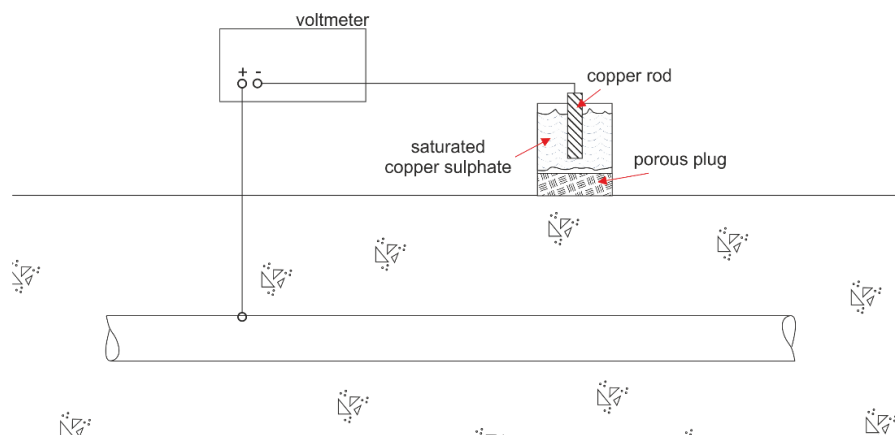 voltmeter
+ -
copper rod
saturated
copper sulphate
porous plug